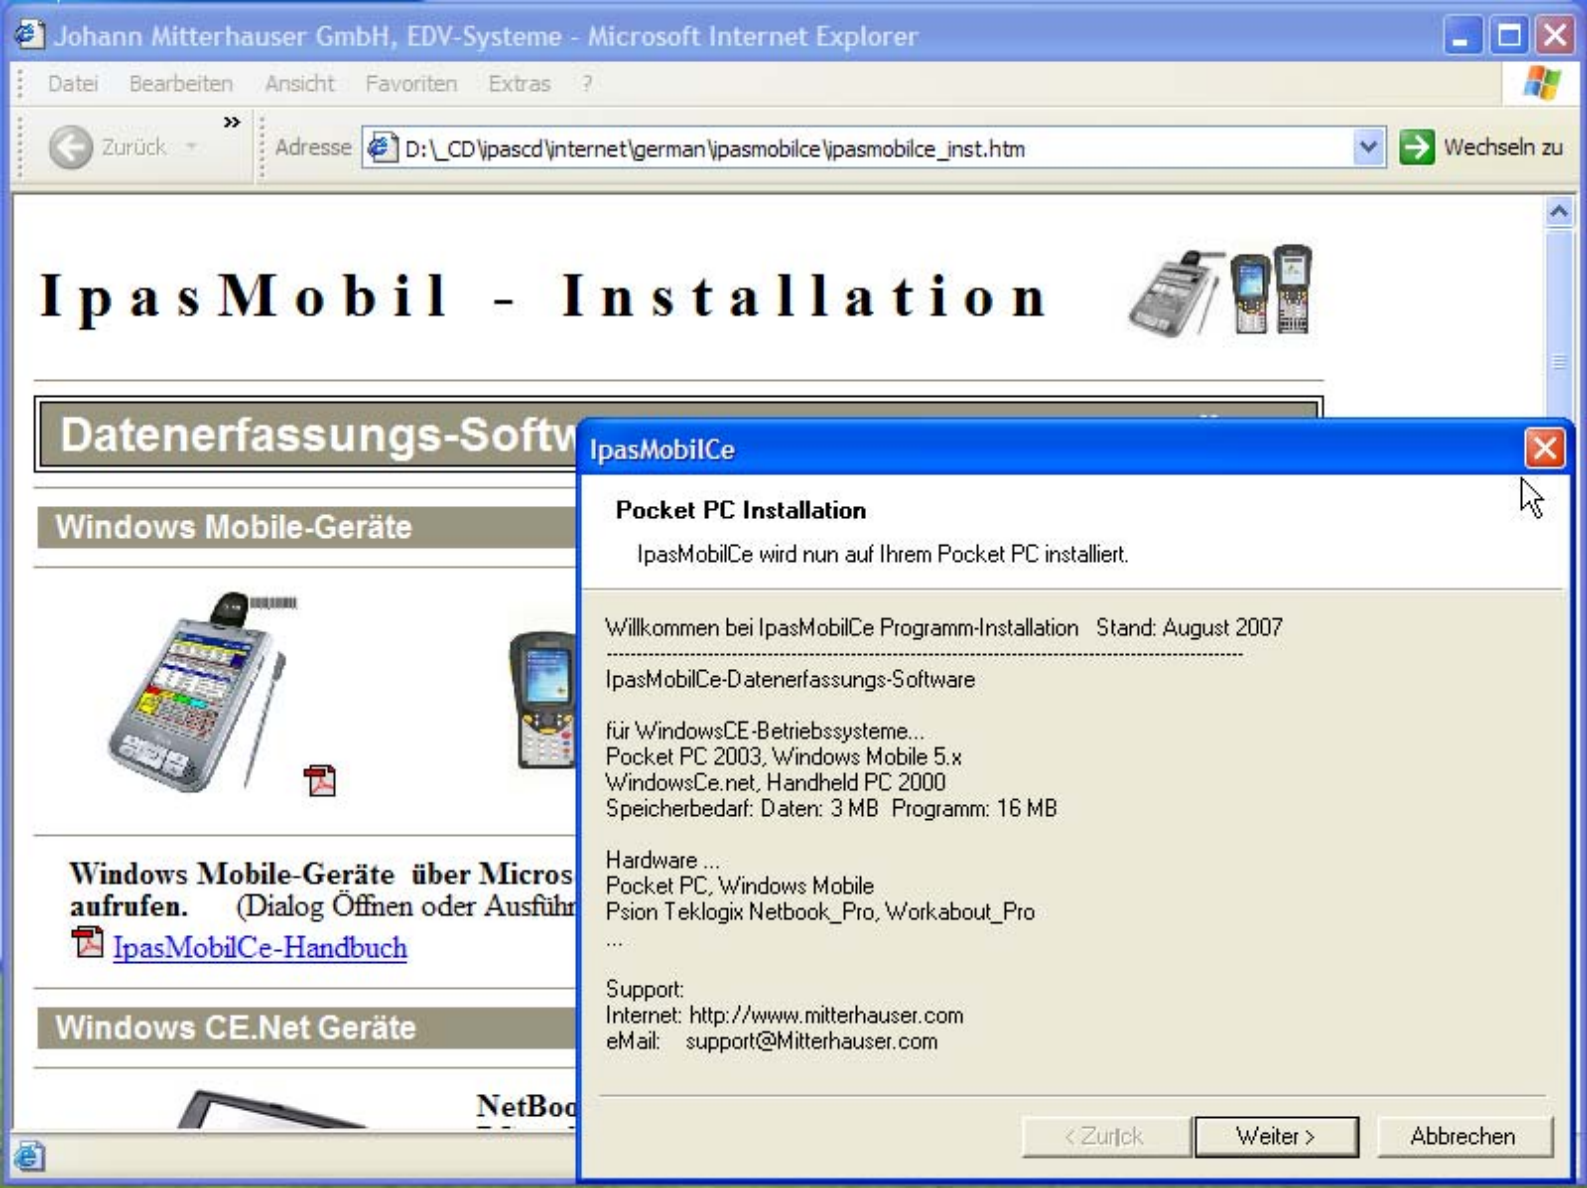 Johann Mitterhauser GmbH, EDV-Systeme - Microsoft Internet Explorer
Datei Bearbeiten Ansicht Favoriten Extras ?
Zurück » Adresse D:\_CD\ipascd\internet\german\ipasmobilce\ipasmobilce_inst.htm Wechseln zu
IpasMobil - Installation
Datenerfassungs-Softw
Windows Mobile-Geräte
Windows Mobile-Geräte über Micros
aufrufen. (Dialog Öffnen oder Ausführ
IpasMobilCe-Handbuch
Windows CE.Net Geräte
NetBoo
IpasMobilCe
Pocket PC Installation
IpasMobilCe wird nun auf Ihrem Pocket PC installiert.
Willkommen bei IpasMobilCe Programm-Installation Stand: August 2007
IpasMobilCe-Datenerfassungs-Software
für WindowsCE-Betriebssysteme...
Pocket PC 2003, Windows Mobile 5.x
WindowsCe.net, Handheld PC 2000
Speicherbedarf: Daten: 3 MB Programm: 16 MB
Hardware ...
Pocket PC, Windows Mobile
Psion Teklogix Netbook_Pro, Workabout_Pro
...
Support:
Internet: http://www.mitterhauser.com
eMail: support@Mitterhauser.com
< Zurück Weiter > Abbrechen